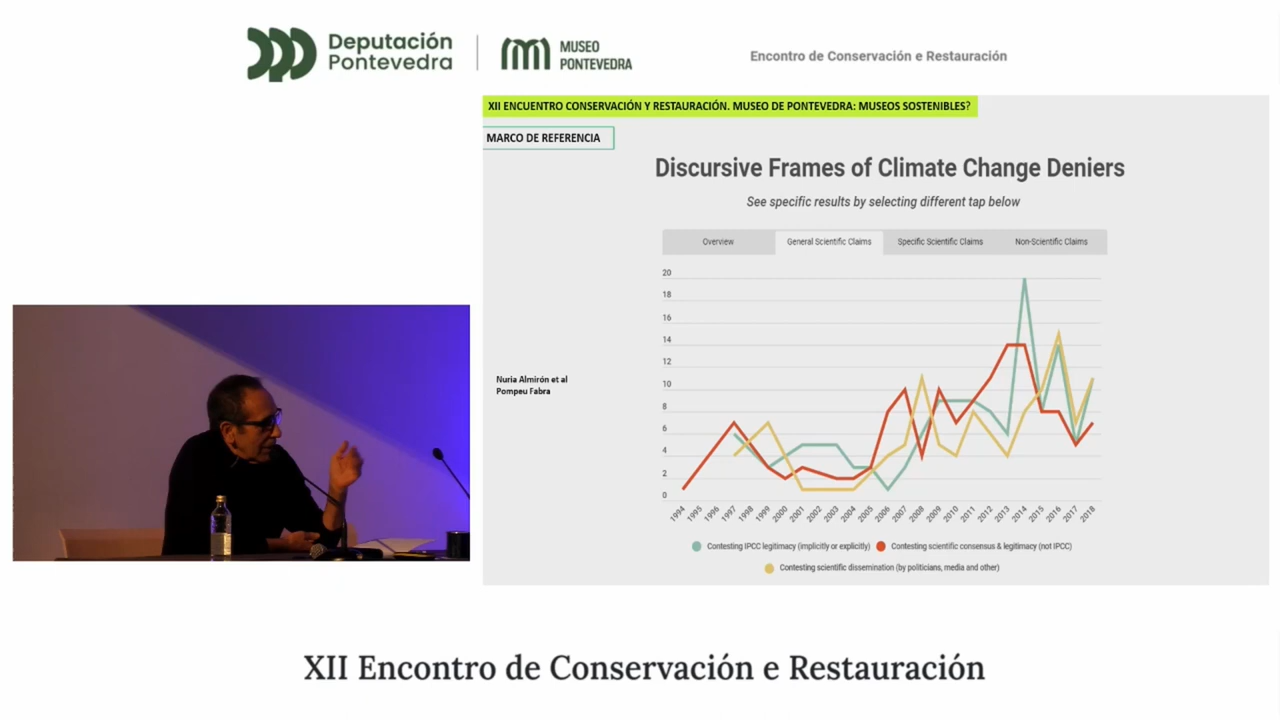 Deputación
Pontevedra
MUSEO
PONTEVEDRA
Encontro de Conservación e Restauración
XII ENCUENTRO CONSERVACIÓN Y RESTAURACIÓN. MUSEO DE PONTEVEDRA: MUSEOS SOSTENIBLES?
MARCO DE REFERENCIA
Discursive Frames of Climate Change Deniers
See specific results by selecting different tap below
Overview
General Scientific Claims
Specific Scientific Claims
Non-Scientific Claims
20
18
16
14
12
10
8
6
4
2
0
1994 1995 1996 1997 1998 1999 2000 2001 2002 2003 2004 2005 2006 2007 2008 2009 2010 2011 2012 2013 2014 2015 2016 2017 2018
Nuria Almirón et al
Pompeu Fabra
Contesting IPCC legitimacy (implicitly or explicitly)
Contesting scientific consensus & legitimacy (not IPCC)
Contesting scientific dissemination (by politicians, media and other)
XII Encontro de Conservación e Restauración